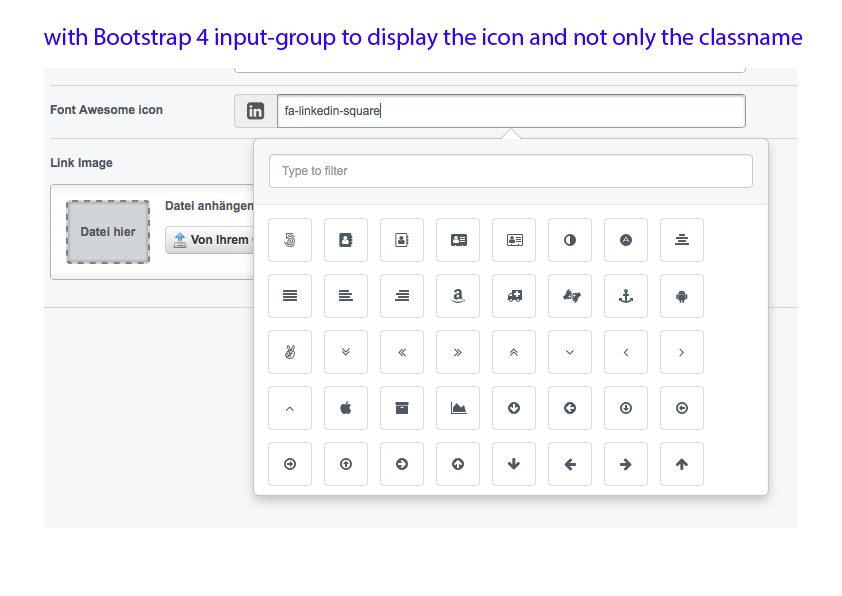 with Bootstrap 4 input-group to display the icon and not only the classname
Font Awesome icon
fa-linkedin-square
Type to filter
Link Image
Datei hier
Datei anhängen
Von Ihrem